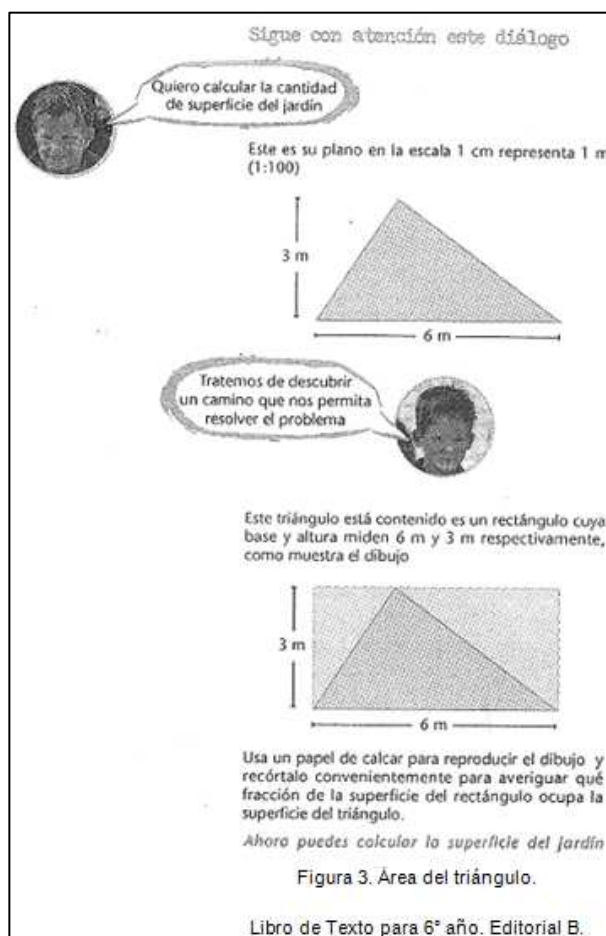 Sigue con atención este diálogo
Quiero calcular la cantidad
de superficie del jardín
Este es su plano en la escala 1 cm representa 1 m
(1:100)
3 m
6 m
Tratemos de descubrir
un camino que nos permita
resolver el problema
Este triángulo está contenido es un rectángulo cuya
base y altura miden 6 m y 3 m respectivamente,
como muestra el dibujo
3 m
6 m
Usa un papel de calcar para reproducir el dibujo y
recórtalo convenientemente para averiguar qué
fracción de la superficie del rectángulo ocupa la
superficie del triángulo.
Ahora puedes calcular la superficie del jardín
Figura 3. Área del triángulo.
Libro de Texto para 6° año. Editorial B.